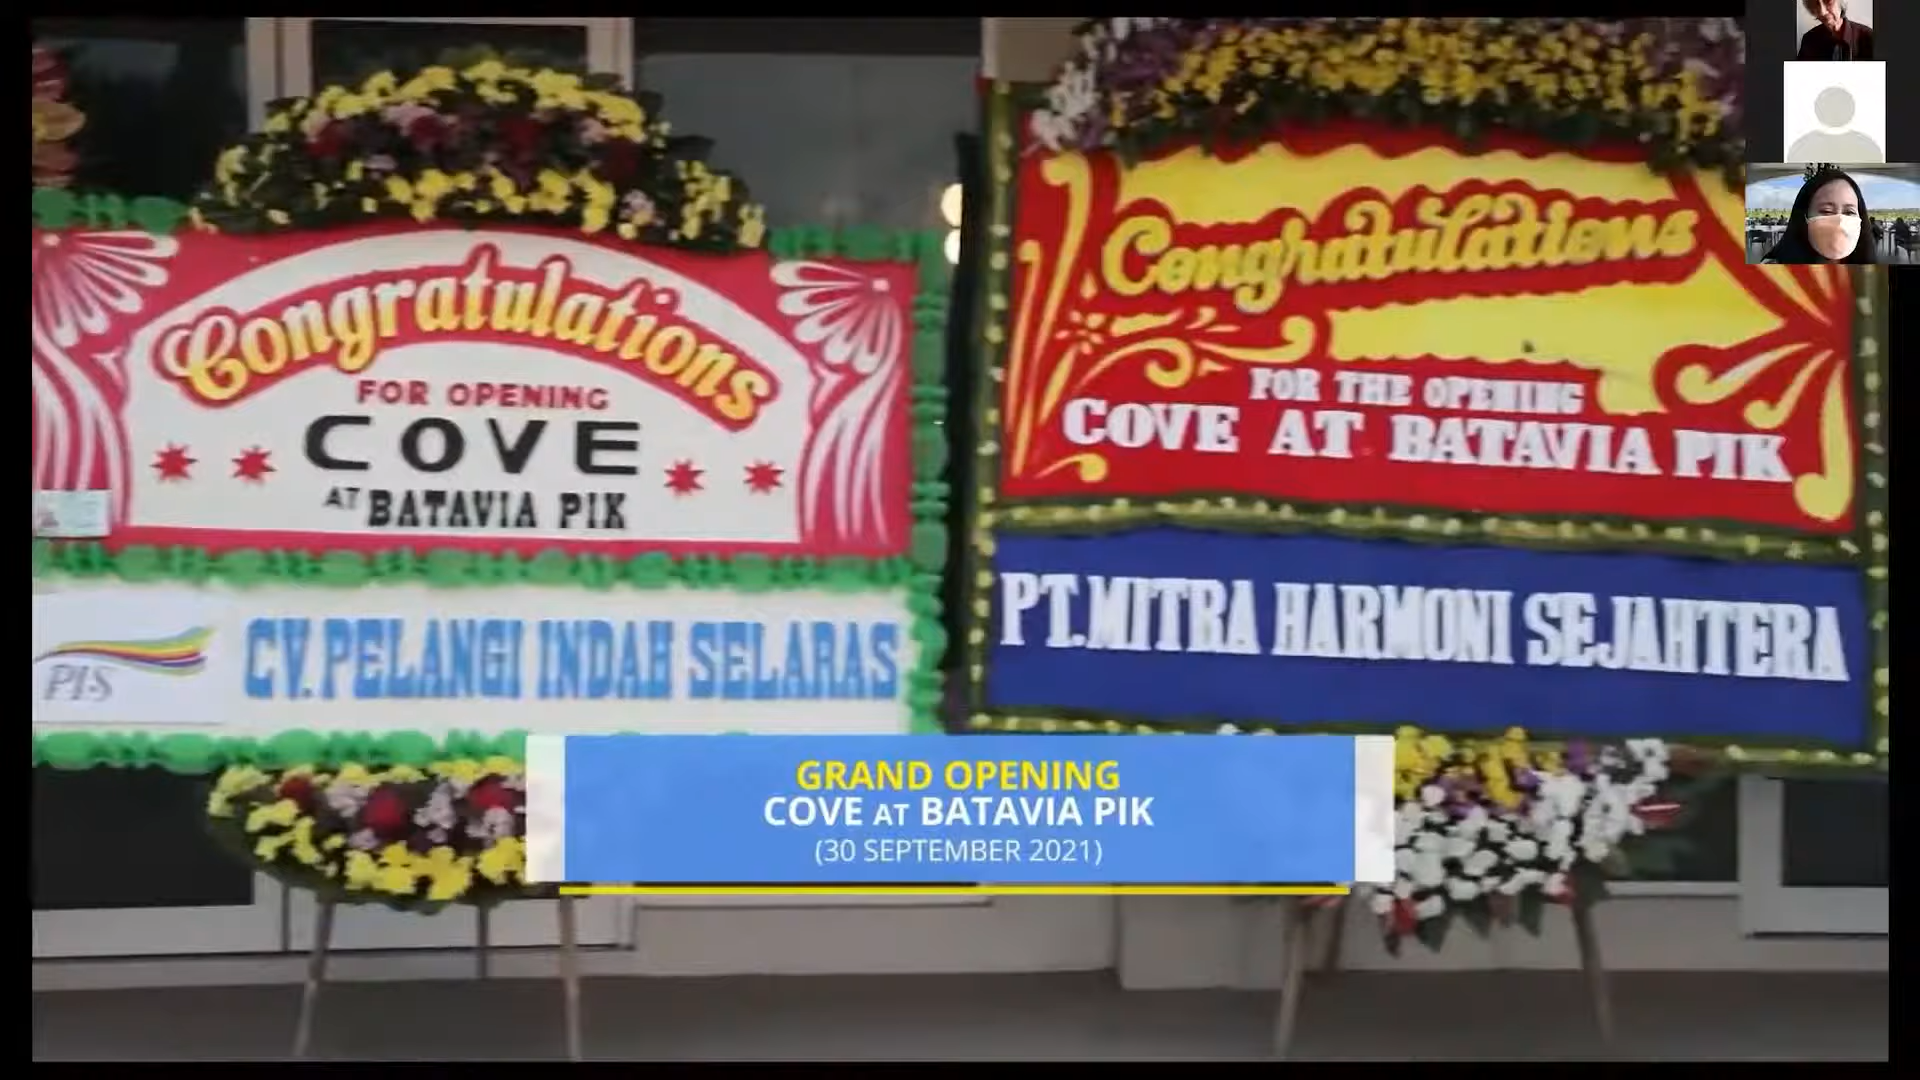 Congratulations
FOR OPENING
COVE
AT BATAVIA PIK
PIS
CV. PELANGI INDAH SELARAS
Congratulations
FOR THE OPENING
COVE AT BATAVIA PIK
PT. MITRA HARMONI SEJAHTERA
GRAND OPENING
COVE AT BATAVIA PIK
(30 SEPTEMBER 2021)